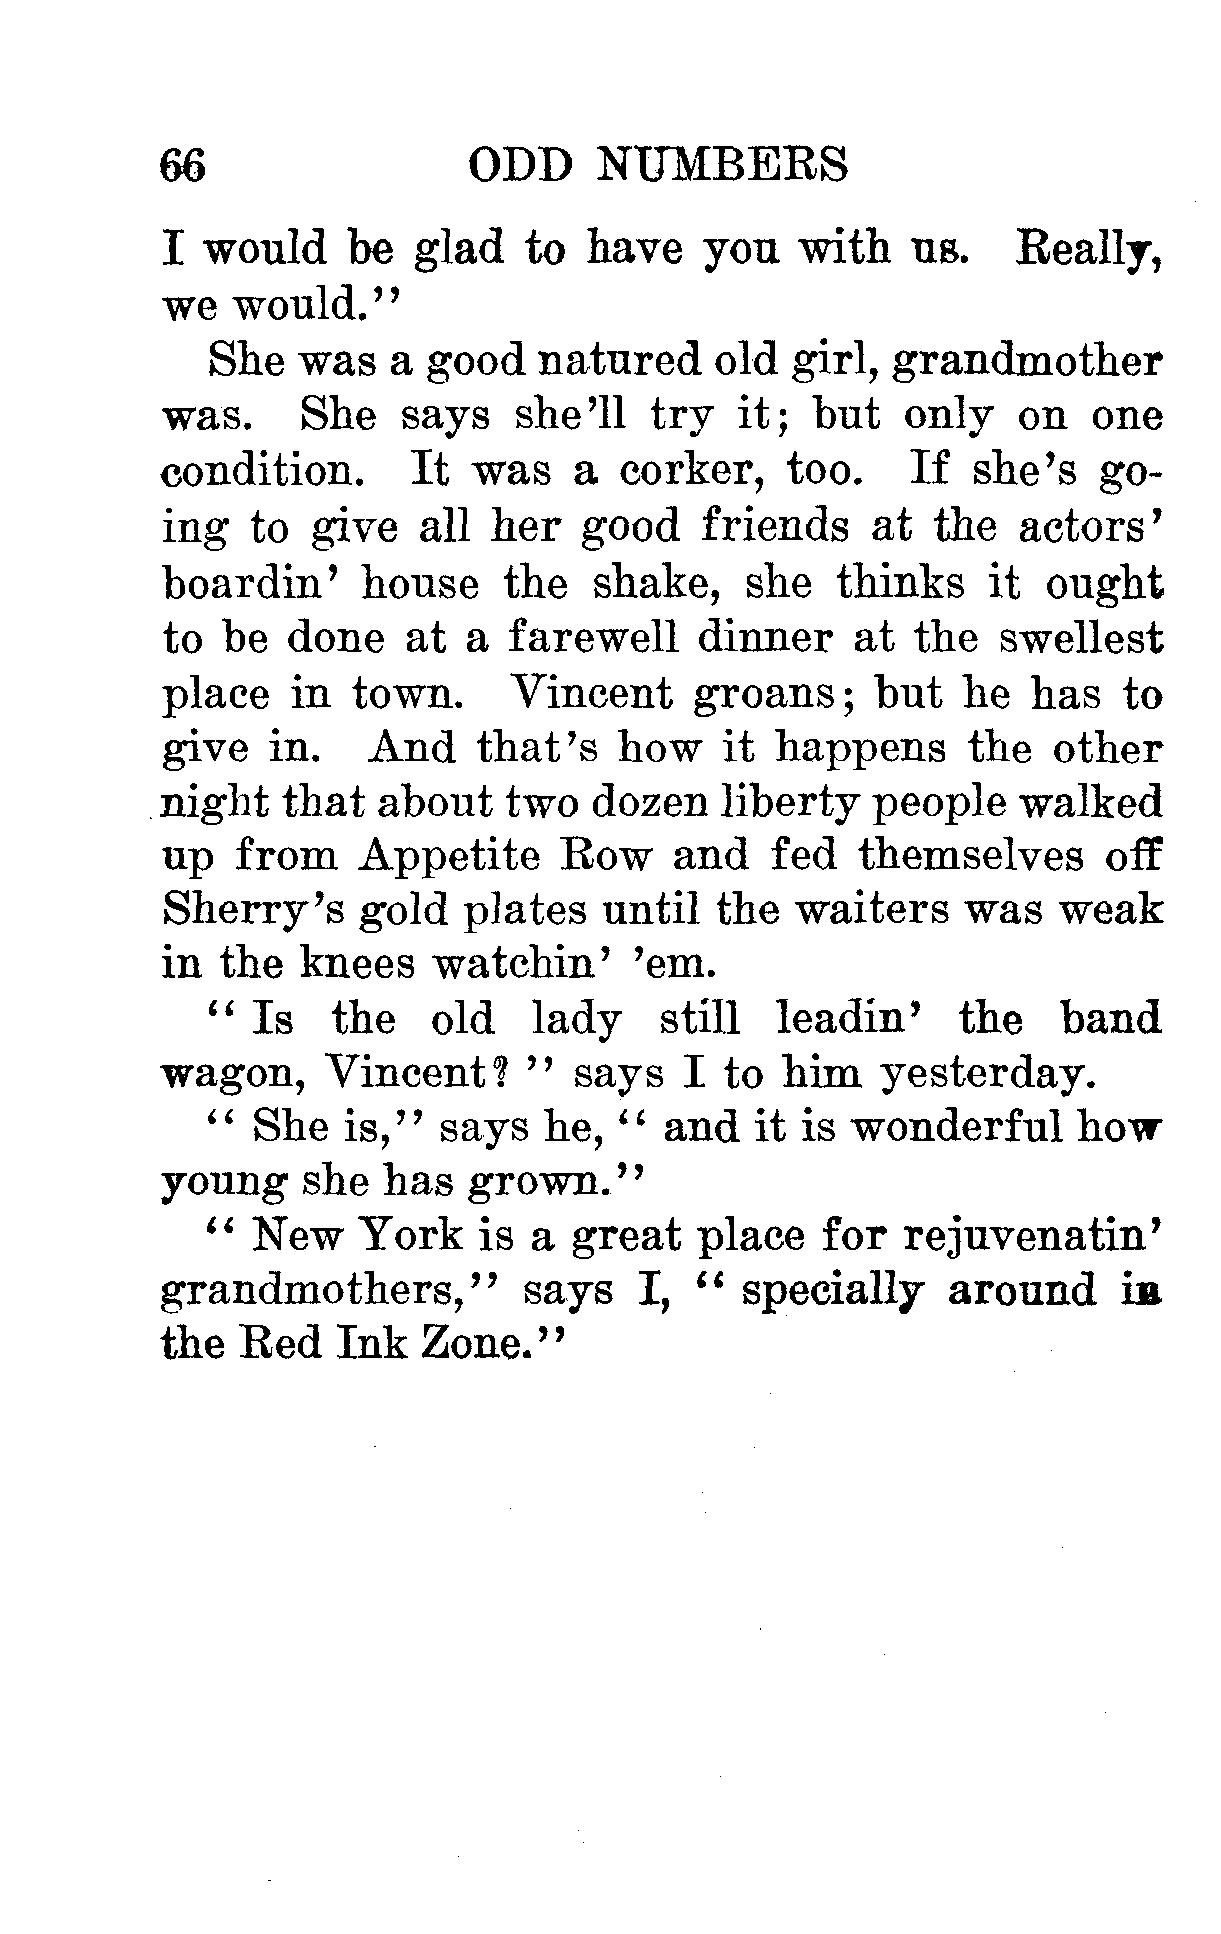 66 ODD NUMBERS
I would be glad to have you with us. Really,
we would."
She was a good natured old girl, grandmother
was. She says she'll try it; but only on one
condition. It was a corker, too. If she's go-
ing to give all her good friends at the actors'
boardin' house the shake, she thinks it ought
to be done at a farewell dinner at the swellest
place in town. Vincent groans; but he has to
give in. And that's how it happens the other
night that about two dozen liberty people walked
up from Appetite Row and fed themselves off
Sherry's gold plates until the waiters was weak
in the knees watchin' 'em.
" Is the old lady still leadin' the band
wagon, Vincent? " says I to him yesterday.
" She is," says he, " and it is wonderful how
young she has grown."
" New York is a great place for rejuvenatin'
grandmothers," says I, " specially around in
the Red Ink Zone."